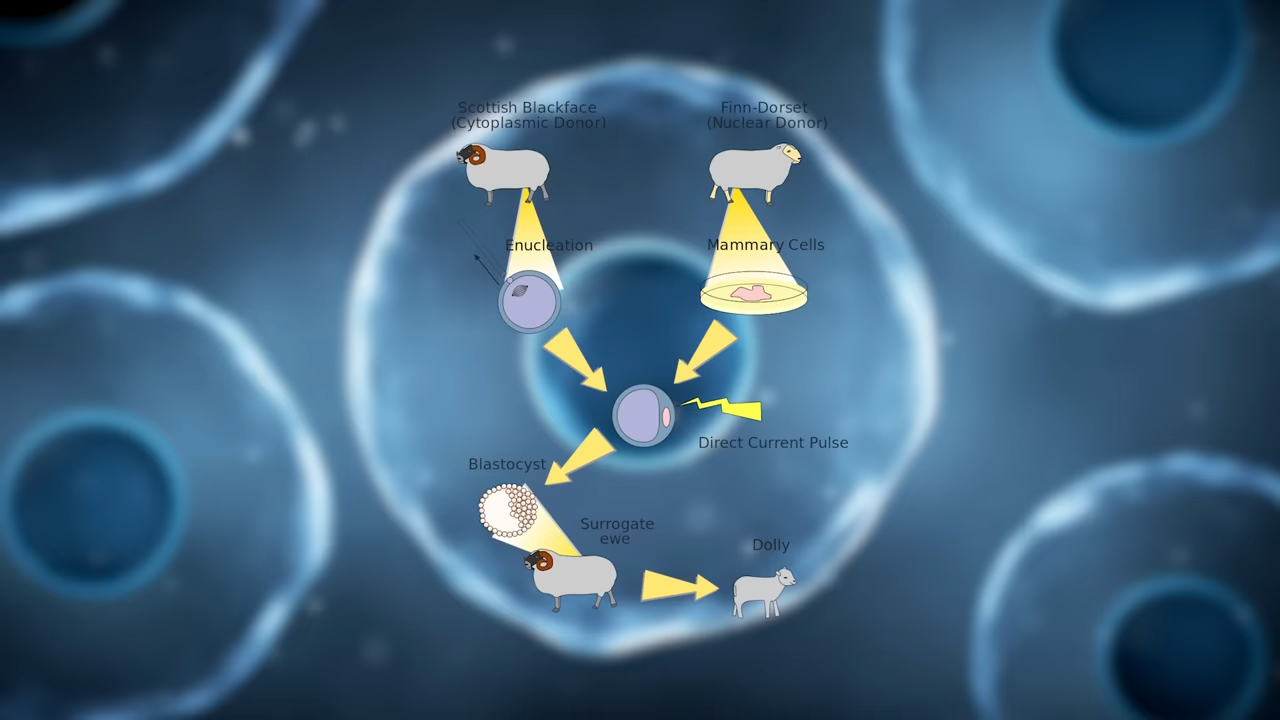 Scottish Blackface
(Cytoplasmic Donor)
Finn-Dorset
(Nuclear Donor)
Enucleation
Mammary Cells
Direct Current Pulse
Blastocyst
Surrogate
ewe
Dolly